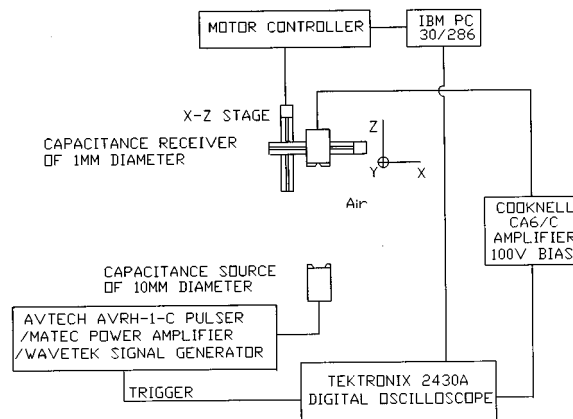 MOTOR CONTROLLER
IBM PC
30/286
X-Z STAGE
CAPACITANCE RECEIVER
OF 1MM DIAMETER
Z
Y
X
Air
COOKNELL
CA6/C
AMPLIFIER
100V BIAS
CAPACITANCE SOURCE
OF 10MM DIAMETER
AVTECH AVRH-1-C PULSER
/MATEC POWER AMPLIFIER
/WAVETEK SIGNAL GENERATOR
TRIGGER
TEKTRONIX 2430A
DIGITAL OSCILLOSCOPE